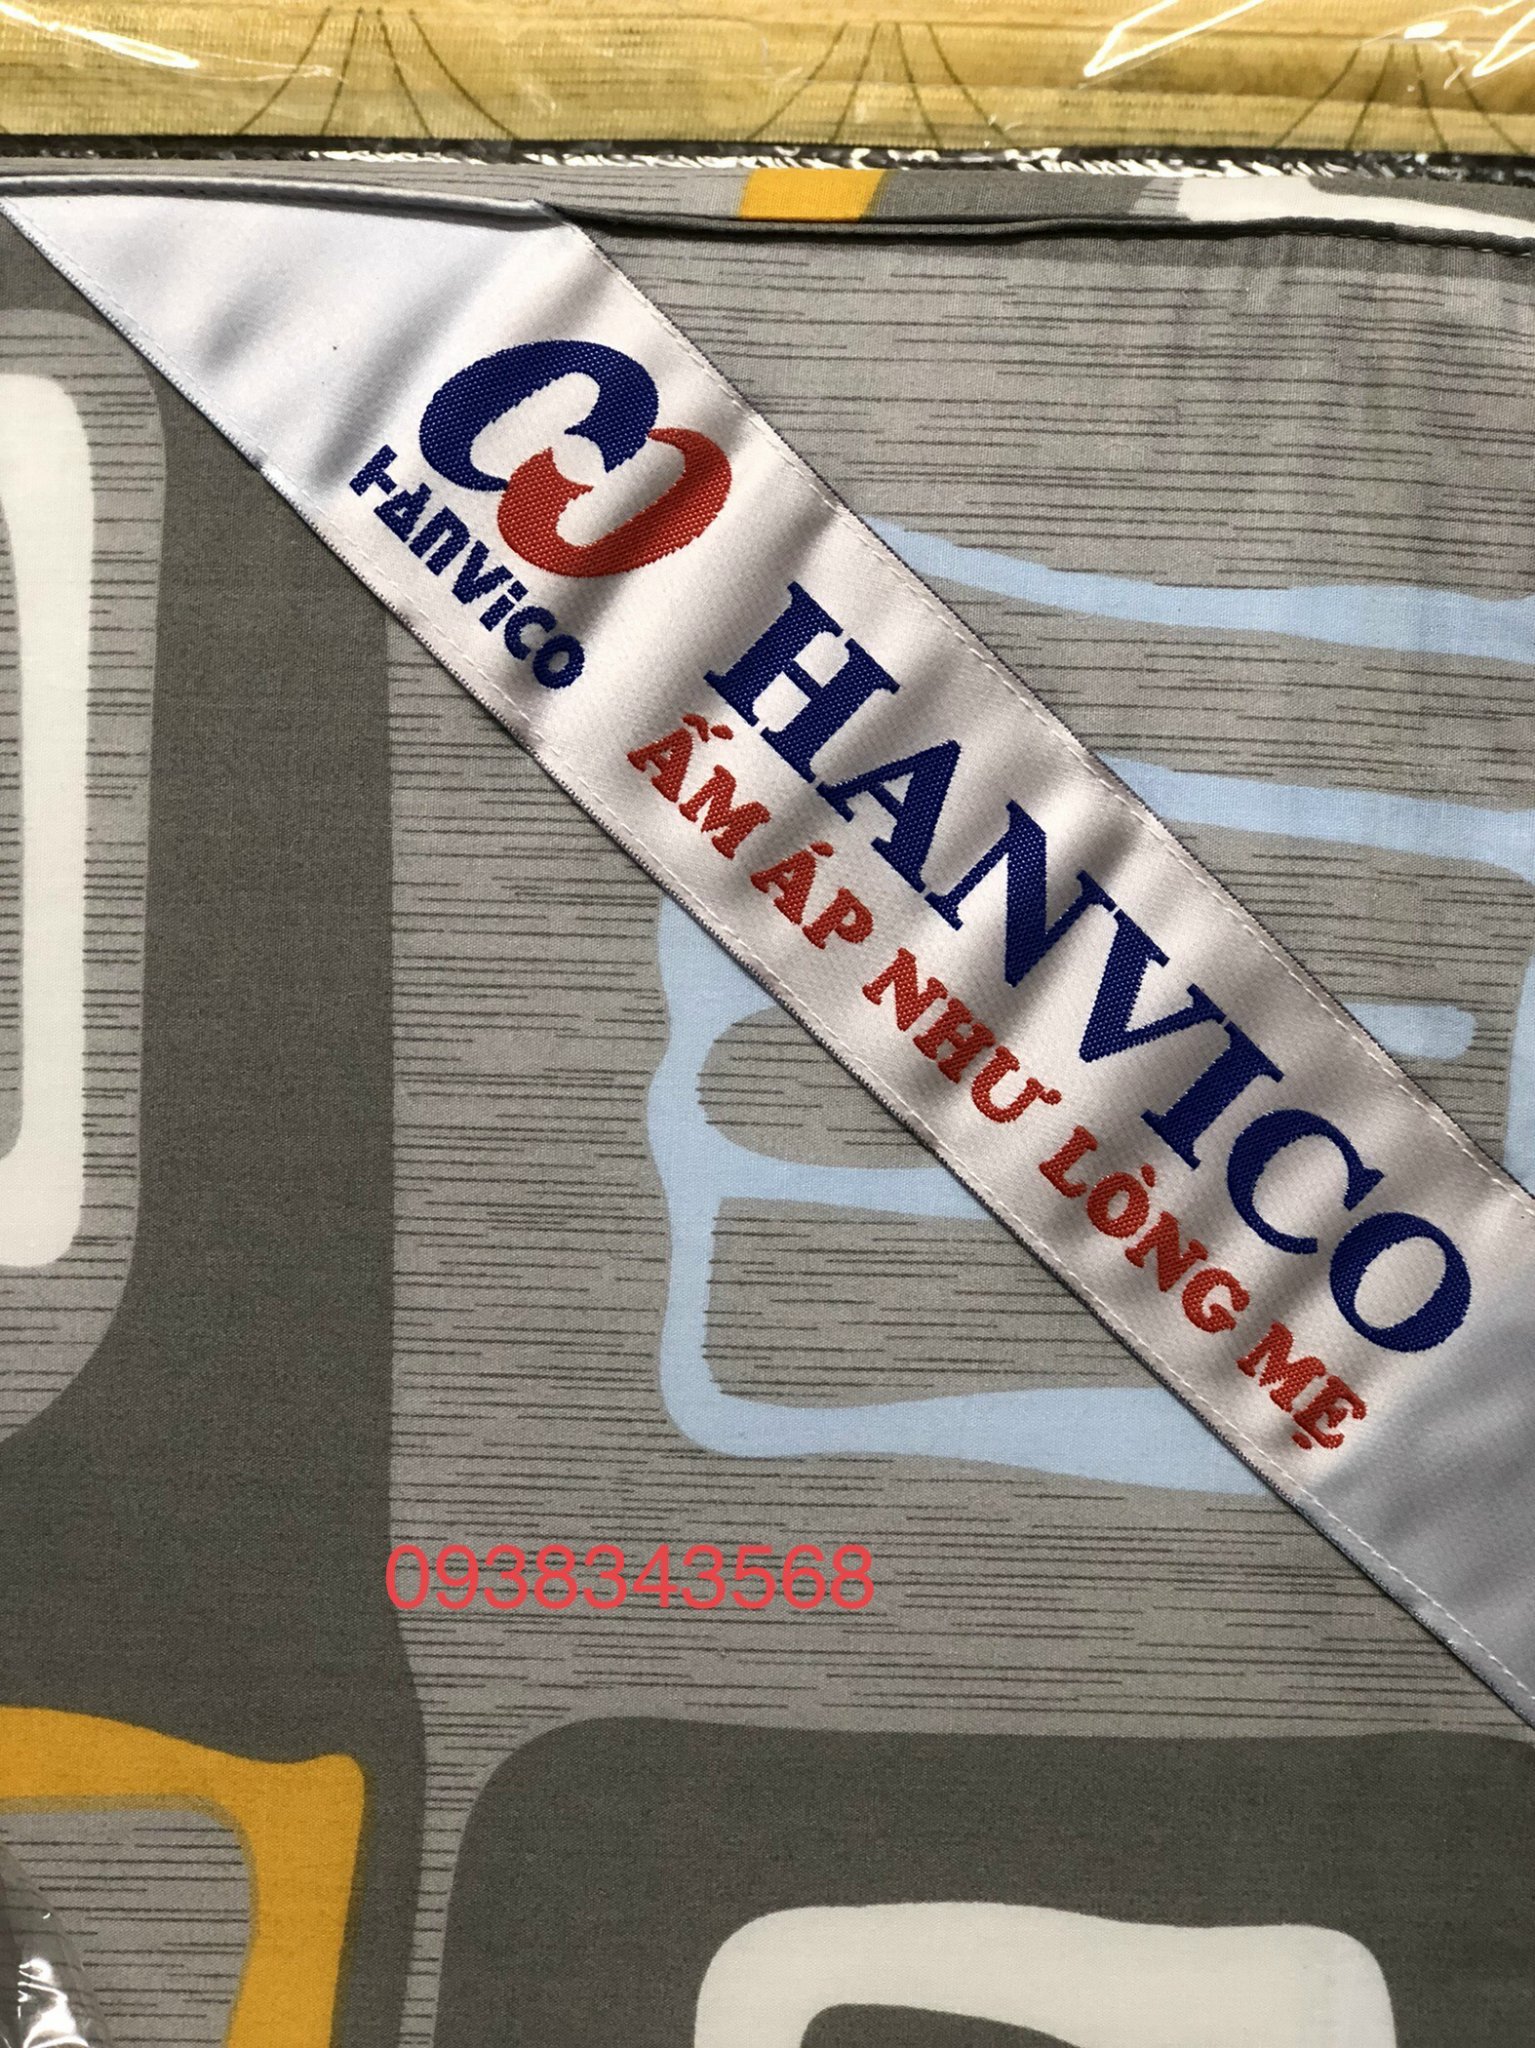 Hanvico
HANVICO
ẤM ÁP NHƯ LÒNG MẸ
0938343568